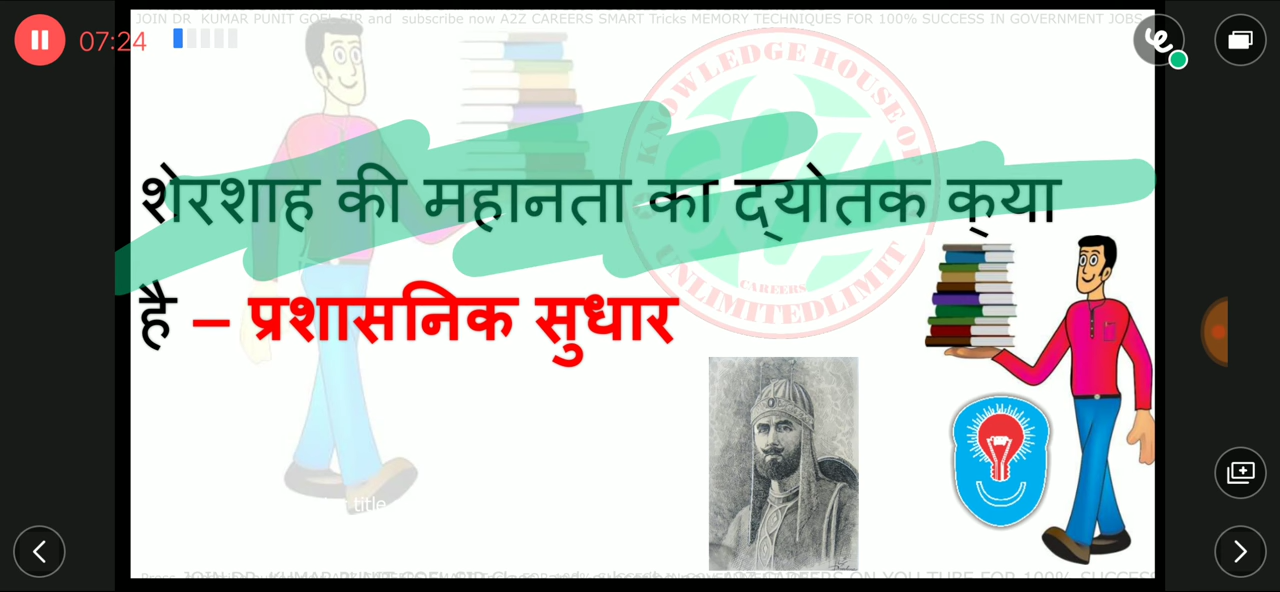 JOIN DR KUMAR PUNIT GOEL SIR and subscribe now A2Z CAREERS SMART Tricks MEMORY TECHNIQUES FOR 100% SUCCESS IN GOVERNMENT JOBS
07:24
KNOWLEDGE HOUSE OF
शेरशाह की महानता का द्योतक क्या
है – प्रशासनिक सुधार
CAREERS
UNLIMITEDLIMIT
title